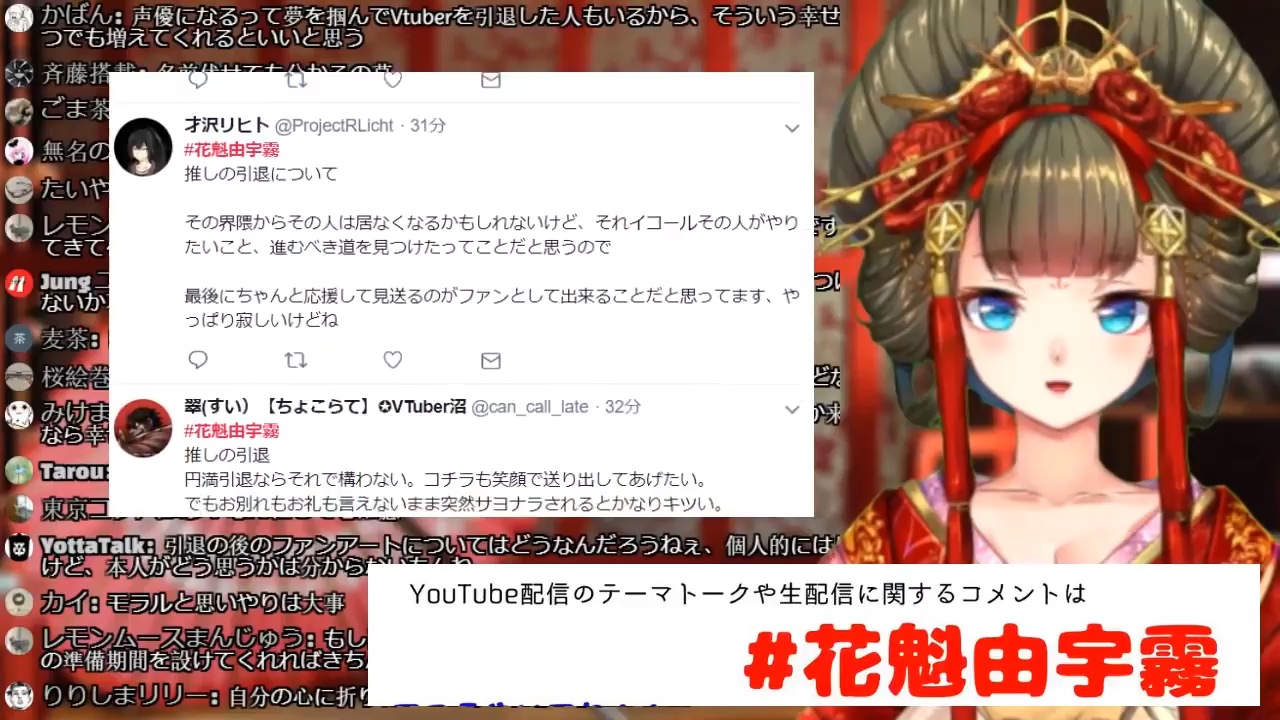 かばん: 声優になるって夢を掴んでVtuberを引退した人もいるから、そういう幸せ
つでも増えてくれるといいと思う
斉藤搭載:
ごま茶
無名の
たいや
レモン
てきて
Jung
ないか
麦茶:
桜絵巻
みけま
なら幸
Tarou:
東京コ
才沢リヒト @ProjectRLicht · 31分
#花魁由宇霧
推しの引退について
その界隈からその人は居なくなるかもしれないけど、それイコールその人がやり
たいこと、進むべき道を見つけたってことだと思うので
最後にちゃんと応援して見送るのがファンとして出来ることだと思ってます、や
っぱり寂しいけどね
翠(すい）【ちょこらて】✪VTuber沼 @can_call_late · 32分
#花魁由宇霧
推しの引退
円満引退ならそれで構わない。コチラも笑顔で送り出してあげたい。
でもお別れもお礼も言えないまま突然サヨナラされるとかなりキツい。
YottaTalk: 引退の後のファンアートについてはどうなんだろうねぇ、個人的には
けど、本人がどう思うかは分からないもんね
カイ: モラルと思いやりは大事
レモンムースまんじゅう: もし
の準備期間を設けてくれればきち
りりしまリリー: 自分の心に折り
YouTube配信のテーマトークや生配信に関するコメントは
#花魁由宇霧